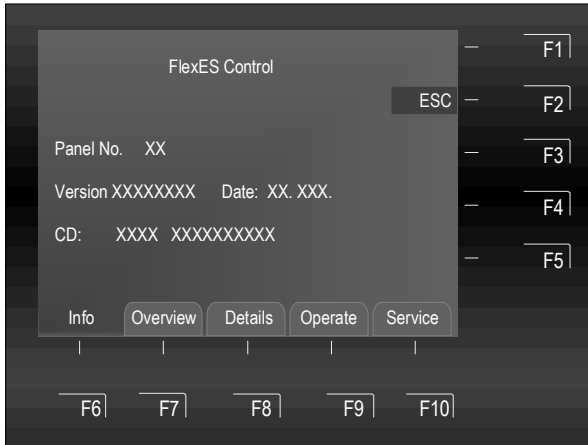 FlexES Control
F1
ESC
F2
Panel No. XX
F3
Version XXXXXXXX Date: XX. XXX.
F4
CD: XXXX XXXXXXXXXX
F5
Info Overview Details Operate Service
F6 F7 F8 F9 F10